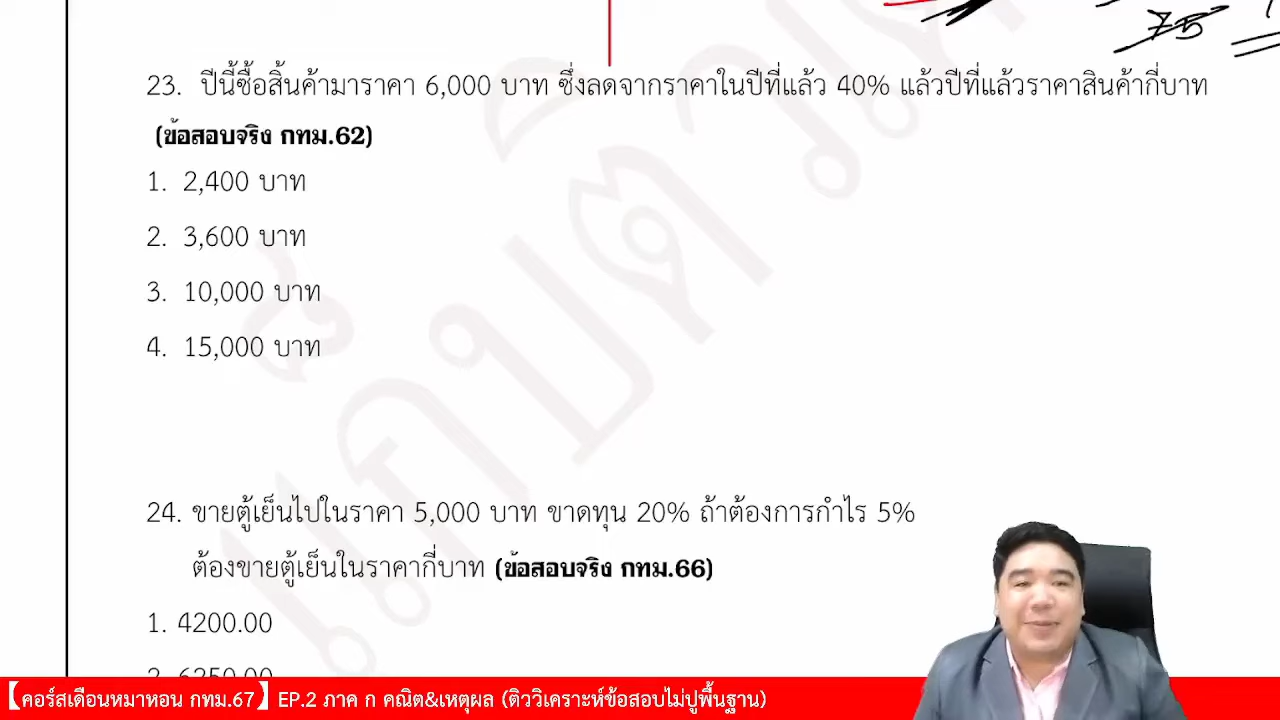 75
23. ปีนี้ซื้อสิ้นค้ามาราคา 6,000 บาท ซึ่งลดจากราคาในปีที่แล้ว 40% แล้วปีที่แล้วราคาสินค้ากี่บาท
(ข้อสอบจริง กทม.62)
1. 2,400 บาท
2. 3,600 บาท
3. 10,000 บาท
4. 15,000 บาท
24. ขายตู้เย็นไปในราคา 5,000 บาท ขาดทุน 20% ถ้าต้องการกำไร 5%
ต้องขายตู้เย็นในราคากี่บาท (ข้อสอบจริง กทม.66)
1. 4200.00
2. 6250.00
【คอร์สเดือนหมาหอน กทม.67】 EP.2 ภาค ก คณิต&เหตุผล (ติววิเคราะห์ข้อสอบไม่ปูพื้นฐาน)